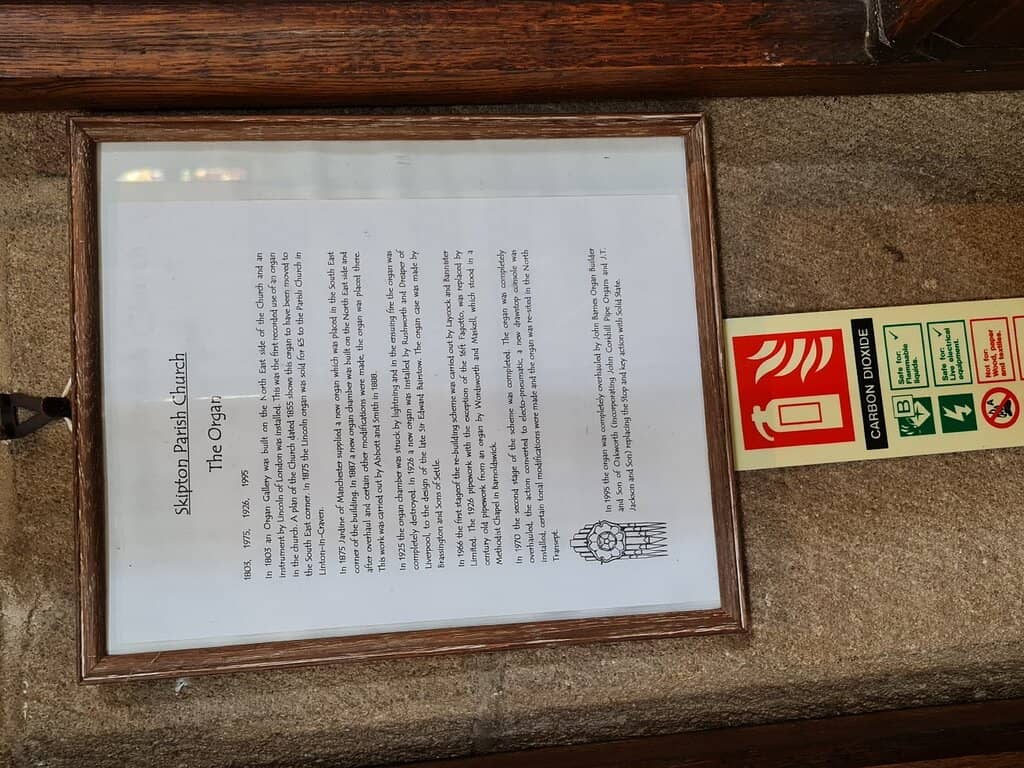 Skipton Parish Church
The Organ
1803, 1975, 1926, 1995
In 1803 an Organ Gallery was built on the North East side of the Church and an
instrument by Lincoln of London was installed. This was the first recorded use of an organ
in the church. A plan of the Church dated 1855 shows this organ to have been moved to
the South East corner. In 1875 the Lincoln organ was sold for £5 to the Parish Church in
Linton-in-Craven.
In 1875 Jardine of Manchester supplied a new organ which was placed in the South East
corner of the building. In 1887 a new organ chamber was built on the North East side and
after overhaul and certain other modifications were made, the organ was placed there.
This work was carried out by Abbott and Smith in 1888.
In 1925 the organ chamber was struck by lightning and in the ensuing fire the organ was
completely destroyed. In 1926 a new organ was installed by Rushworth and Dreaper of
Liverpool, to the design of the late Sir Edward Bairstow. The organ case was made by
Brassington and Sons of Settle.
In 1966 the first stageof the re-building scheme was carried out by Laycock and Bannister
Limited. The 1926 pipework with the exception of the 16ft Fagotto, was replaced by
century old pipework from an organ by Wordsworth and Maskell, which stood in a
Methodist Chapel in Barnoldswick.
In 1970 the second stage of the scheme was completed. The organ was completely
overhauled, the action converted to electo-pneumatic, a new drawstop console was
installed, certain tonal modifications were made and the organ was re-sited in the North
Transept.
In 1995 the organ was completely overhauled by John Barnes Organ Builder
and Son of Oakworth (incorporating John Corkhill Pipe Organs and J.T.
Jackson and Son) replacing the Stop and key action with Solid State.
CARBON DIOXIDE
B
Safe for:
Flammable
liquids.
Safe for:
Live electrical
equipment.
A
Not for:
Wood, paper
and textiles.